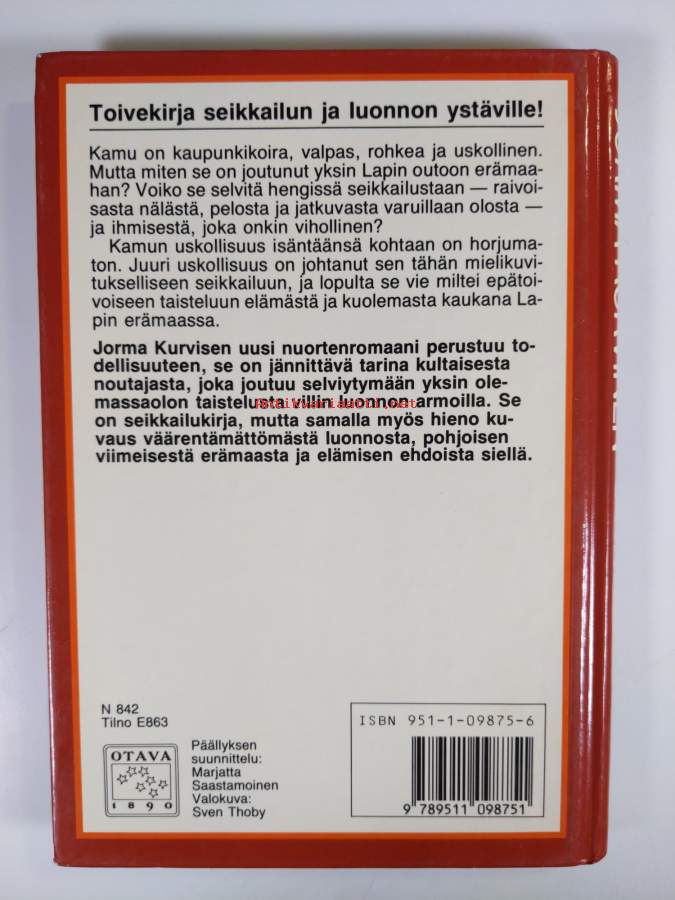 Toivekirja seikkailun ja luonnon ystäville!
Kamu on kaupunkikoira, valpas, rohkea ja uskollinen.
Mutta miten se on joutunut yksin Lapin outoon erämaa-
han? Voiko se selvitä hengissä seikkailustaan — raivoi-
sasta nälästä, pelosta ja jatkuvasta varuillaan olosta —
ja ihmisestä, joka onkin vihollinen?
Kamun uskollisuus isäntäänsä kohtaan on horjuma-
ton. Juuri uskollisuus on johtanut sen tähän mielikuvi-
tukselliseen seikkailuun, ja lopulta se vie miltei epätoi-
voiseen taisteluun elämästä ja kuolemasta kaukana La-
pin erämaassa.
Jorma Kurvisen uusi nuortenromaani perustuu to-
dellisuuteen, se on jännittävä tarina kultaisesta
noutajasta, joka joutuu selviytymään yksin ole-
massaolon taistelusta villin luonnon armoilla. Se
Antikvariaatti.net
on seikkailukirja, mutta samalla myös hieno ku-
vaus väärentämättömästä luonnosta, pohjoisen
viimeisestä erämaasta ja elämisen ehdoista siellä.
N 842
Tilno E863
OTAVA
1890
Päällyksen
suunnittelu:
Marjatta
Saastamoinen
Valokuva:
Sven Thoby
ISBN 951-1-09875-6
9 789511 098751